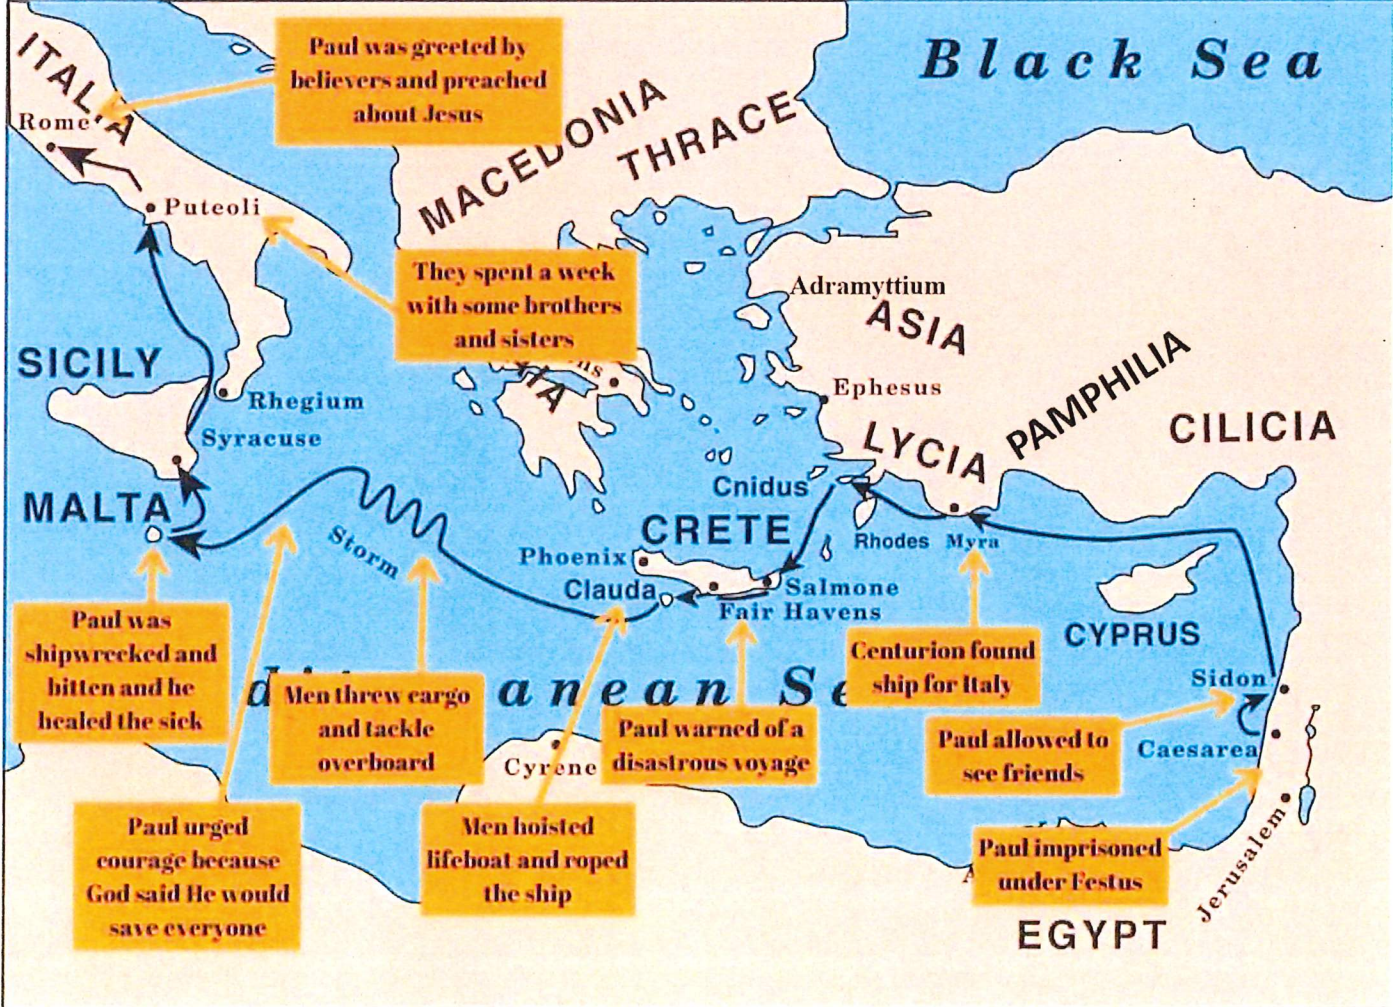 Black Sea
ITALIA
Rome
Paul was greeted by
believers and preached
about Jesus
MACEDONIA
THRACE
Puteoli
They spent a week
with some brothers
and sisters
Adramyttium
ASIA
SICILY
Rhegium
Syracuse
Ephesus
LYCIA
PAMPHILIA
CILICIA
MALTA
Storm
Cnidus
CRETE
Rhodes
Myra
Phoenix
Clauda
Salmone
Fair Havens
CYPRUS
Paul was
shipwrecked and
bitten and he
healed the sick
Men threw cargo
and tackle
overboard
anean Se
Centurion found
ship for Italy
Sidon
Paul warned of a
disastrous voyage
Paul allowed to
see friends
Caesarea
Cyrene
Paul urged
courage because
God said He would
save everyone
Men hoisted
lifeboat and roped
the ship
Paul imprisoned
under Festus
Jerusalem
EGYPT